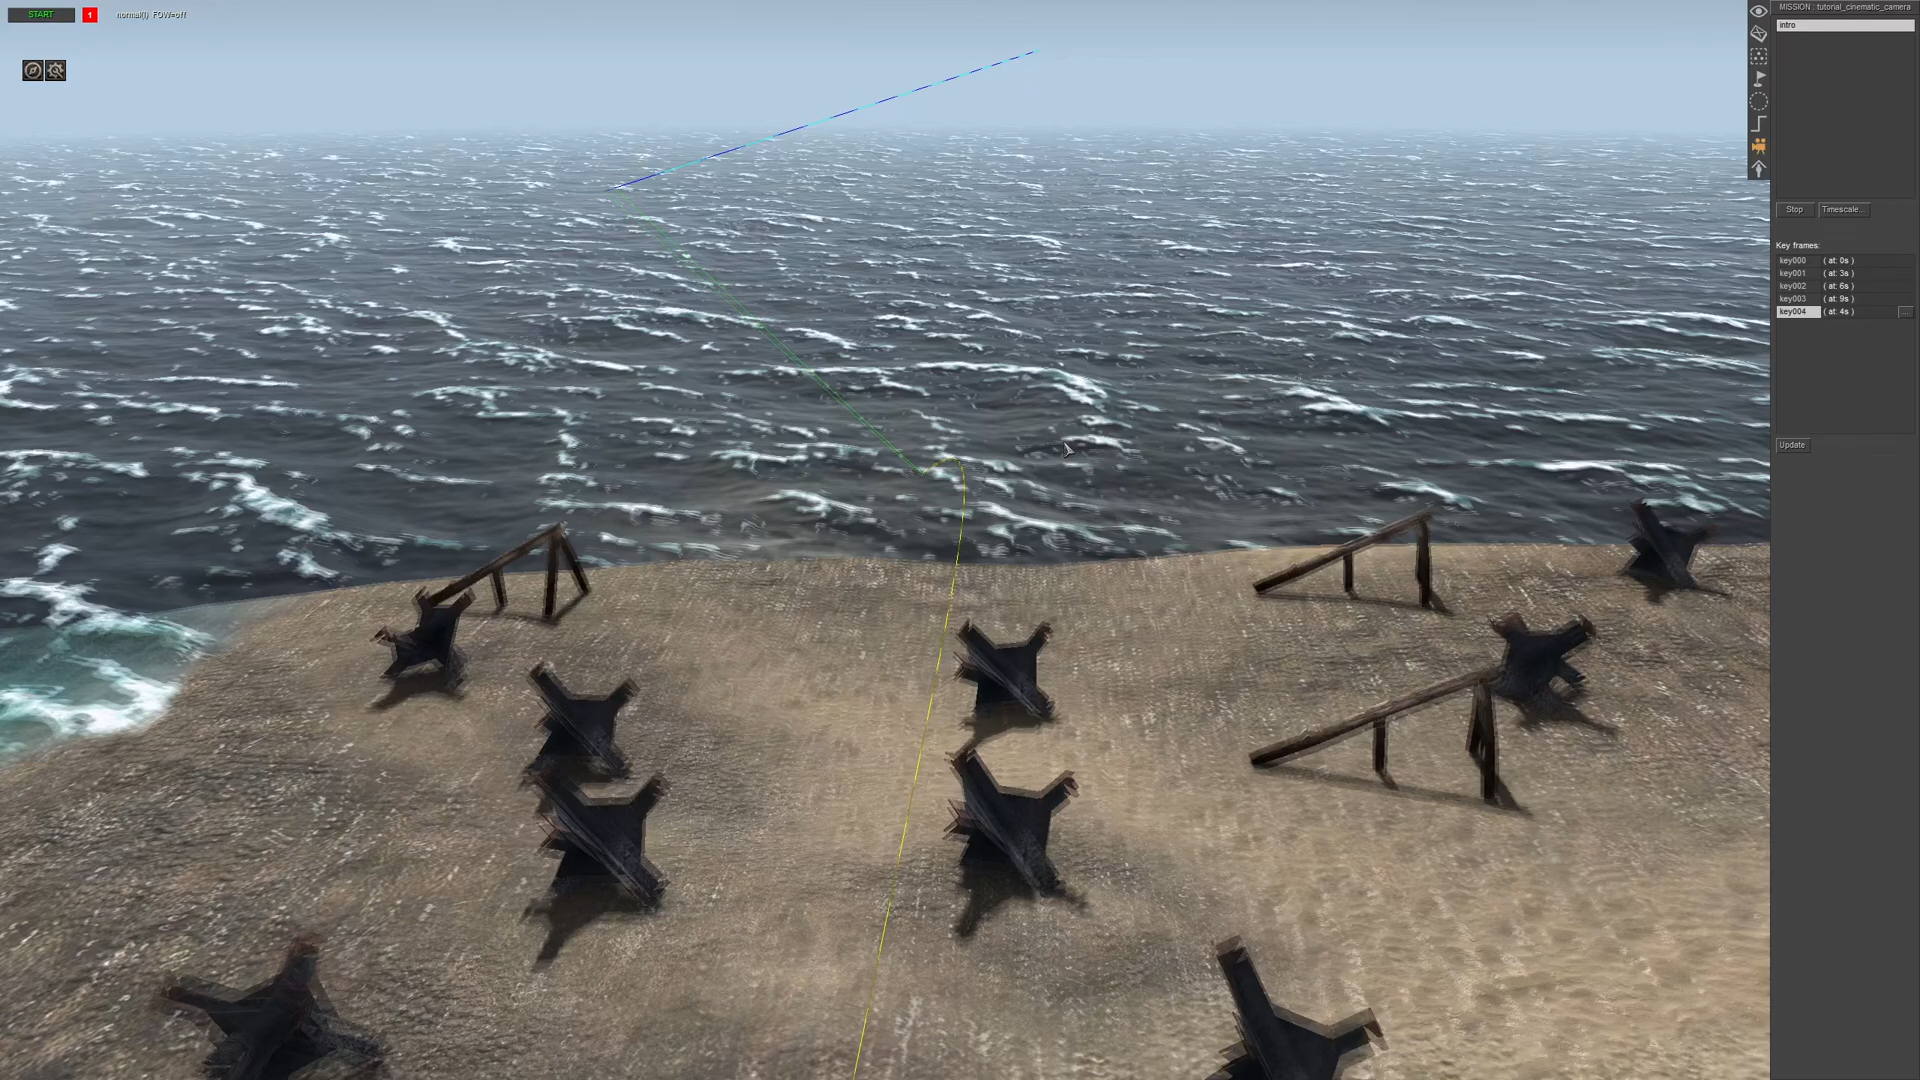 START
1
normal(I) FOW=off
MISSION : tutorial_cinematic_camera
intro
Stop
Timescale...
Key frames:
key000 ( at: 0s )
key001 ( at: 3s )
key002 ( at: 6s )
key003 ( at: 9s )
key004 ( at: 4s ) ...
Update